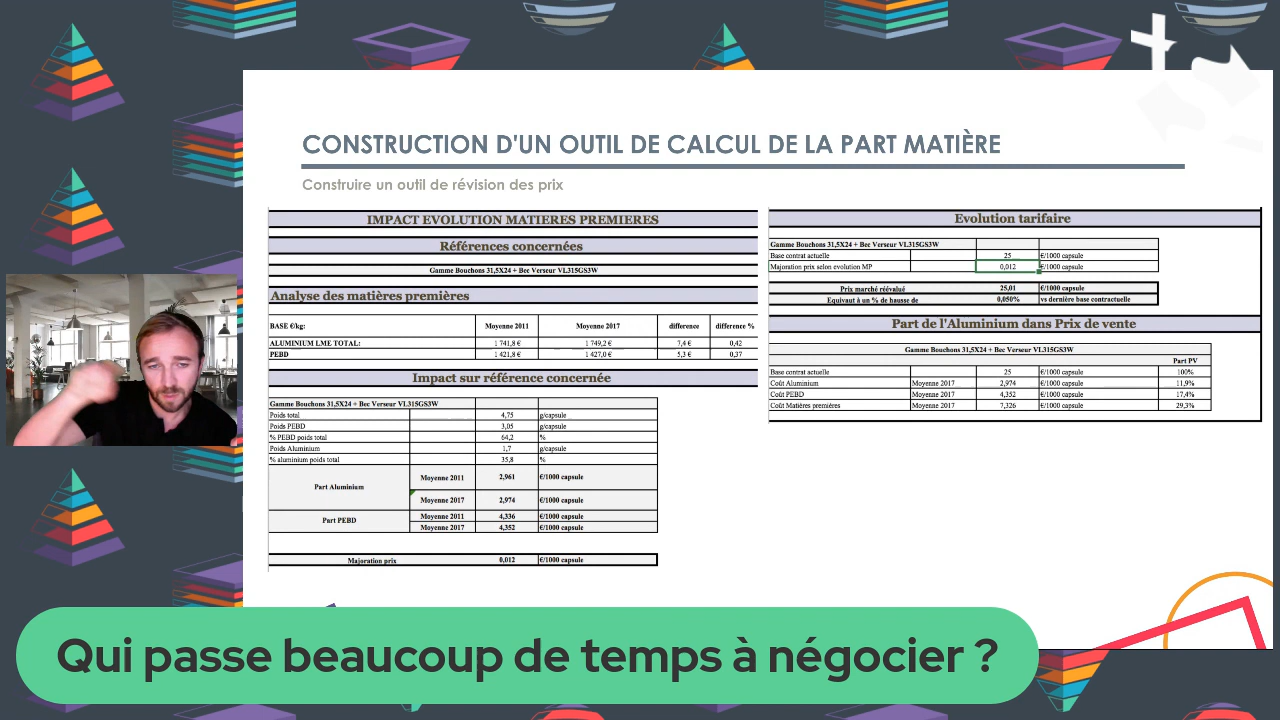 CONSTRUCTION D'UN OUTIL DE CALCUL DE LA PART MATIÈRE
Construire un outil de révision des prix
IMPACT EVOLUTION MATIERES PREMIERES
Références concernées
Gamme Bouchons 31,5X24 + Bec Verseur VL315GS3W
Analyse des matières premières
BASE €/kg: Moyenne 2011 Moyenne 2017 difference difference %
ALUMINIUM LME TOTAL: 1 741,8 € 1 749,2 € 7,4 € 0,42
PEBD 1 421,8 € 1 427,0 € 5,3 € 0,37
Impact sur référence concernée
Gamme Bouchons 31,5X24 + Bec Verseur VL315GS3W
Poids total 4,75 g/capsule
Poids PEBD 3,05 g/capsule
% PEBD poids total 64,2 %
Poids Aluminium 1,7 g/capsule
% aluminium poids total 35,8 %
Part Aluminium Moyenne 2011 2,961 €/1000 capsule
Moyenne 2017 2,974 €/1000 capsule
Part PEBD Moyenne 2011 4,336 €/1000 capsule
Moyenne 2017 4,352 €/1000 capsule
Majoration prix 0,012 €/1000 capsule
Evolution tarifaire
Gamme Bouchons 31,5X24 + Bec Verseur VL315GS3W
Base contrat actuelle 25 €/1000 capsule
Majoration prix selon evolution MP 0,012 €/1000 capsule
Prix marché réévalué 25,01 €/1000 capsule
Equivaut à un % de hausse de 0,050% vs dernière base contractuelle
Part de l'Aluminium dans Prix de vente
Gamme Bouchons 31,5X24 + Bec Verseur VL315GS3W
Part PV
Base contrat actuelle 25 €/1000 capsule 100%
Coût Aluminium Moyenne 2017 2,974 €/1000 capsule 11,9%
Coût PEBD Moyenne 2017 4,352 €/1000 capsule 17,4%
Coût Matières premières Moyenne 2017 7,326 €/1000 capsule 29,3%
Qui passe beaucoup de temps à négocier ?